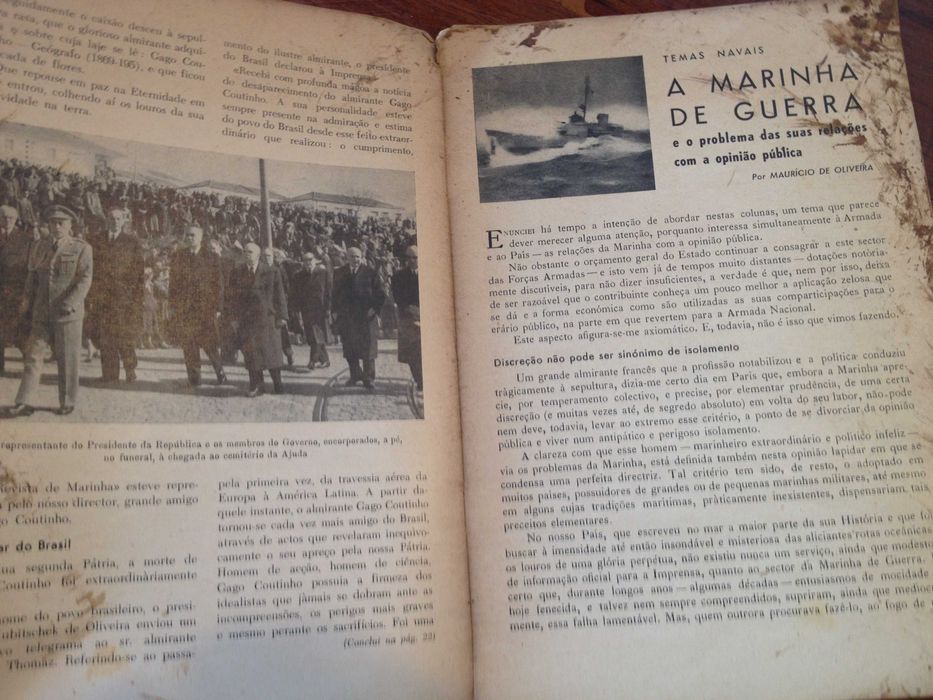 guidamente o caixão desceu à sepul-
rata, que o glorioso almirante adqui-
e sobre cuja laje se lê: Gago Cou-
nho — Geógrafo (1869-195), e que ficou
cada de flores.
Que repouse em paz na Eternidade em
entrou, colhendo aí os louros da sua
vidade na terra.
mento do ilustre almirante, o presidente
do Brasil declarou à Imprensa:
«Recebi com profunda mágoa a notícia
do desaparecimento do almirante Gago
Coutinho. A sua personalidade esteve
sempre presente na admiração e estima
do povo do Brasil desde esse feito extraor-
dinário que realizou: o cumprimento,
representante do Presidente da República e os membros do Governo, encorporados, a pé,
no funeral, à chegada ao cemitério da Ajuda
Revista de Marinha» esteve repre-
pelo nosso director, grande amigo
go Coutinho.
ar do Brasil
ua segunda Pátria, a morte de
Coutinho foi extraordinàriamente
ome do povo brasileiro, o presi-
ubitschek de Oliveira enviou um
vo telegrama ao sr. almirante
Thomaz. Referindo-se ao passa-
pela primeira vez, da travessia aérea da
Europa à América Latina. A partir da
quele instante, o almirante Gago Coutinho
tornou-se cada vez mais amigo do Brasil,
através de actos que revelaram inequivo-
camente o seu apreço pela nossa Pátria.
Homem de acção, homem de ciência,
Gago Coutinho possuia a firmeza dos
idealistas que jamais se dobram ante as
incompreensões, os perigos mais graves
e mesmo perante os sacrifícios. Foi uma
(Conclui na pág. 22)
TEMAS NAVAIS
A MARINHA
DE GUERRA
e o problema das suas relações
com a opinião pública
Por MAURÍCIO DE OLIVEIRA
ENUNCIEI há tempo a intenção de abordar nestas colunas, um tema que parece
dever merecer alguma atenção, porquanto interessa simultâneamente à Armada
e ao País — as relações da Marinha com a opinião pública.
Não obstante o orçamento geral do Estado continuar a consagrar a este sector
das Forças Armadas — e isto vem já de tempos muito distantes — dotações notòria-
mente discutíveis, para não dizer insuficientes, a verdade é que, nem por isso, deixa
de ser razoável que o contribuinte conheça um pouco melhor a aplicação zelosa que
se dá e a forma económica como são utilizadas as suas comparticipações para o
erário público, na parte em que revertem para a Armada Nacional.
Este aspecto afigura-se-me axiomático. E, todavia, não é isso que vimos fazendo.
Discreção não pode ser sinónimo de isolamento
Um grande almirante francês que a profissão notabilizou e a política conduziu
tràgicamente à sepultura, dizia-me certo dia em Paris que, embora a Marinha apre-
cie, por temperamento colectivo, e precise, por elementar prudência, de uma certa
discreção (e muitas vezes até, de segredo absoluto) em volta do seu labor, não pode
nem deve, todavia, levar ao extremo esse critério, a ponto de se divorciar da opinião
pública e viver num antipático e perigoso isolamento.
A clareza com que esse homem — marinheiro extraordinário e político infeliz —
via os problemas da Marinha, está definida também nesta opinião lapidar em que se
condensa uma perfeita directriz. Tal critério tem sido, de resto, o adoptado em
muitos países, possuidores de grandes ou de pequenas marinhas militares, até mesmo
em alguns cujas tradições marítimas, pràticamente inexistentes, dispensariam tais
preceitos elementares.
No nosso País, que escreveu no mar a maior parte da sua História e que foi
buscar à imensidade até então insondável e misteriosa das aliciantes rotas oceânicas
os louros de uma glória perpétua, não existiu nunca um serviço, ainda que modesto
de informação oficial para a Imprensa, quanto ao sector da Marinha de Guerra.
certo que, durante longos anos — algumas décadas — entusiasmos de mocidade
hoje fenecida, e talvez nem sempre compreendidos, supriram, ainda que medioc
mente, essa falha lamentável. Mas, quem outrora procurava fazê-lo, ao fogo de